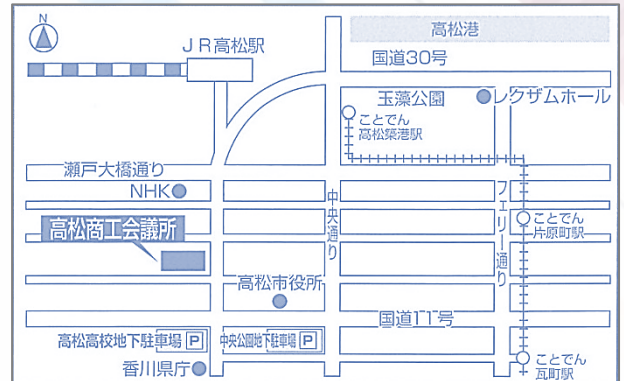 N
高松港
JR高松駅
国道30号
玉藻公園
レクザムホール
ことでん
高松築港駅
瀬戸大橋通り
NHK
中央通り
フェリー通り
高松商工会議所
ことでん
片原町駅
高松市役所
国道11号
高松高校地下駐車場 P
中央公園地下駐車場 P
香川県庁
ことでん
瓦町駅